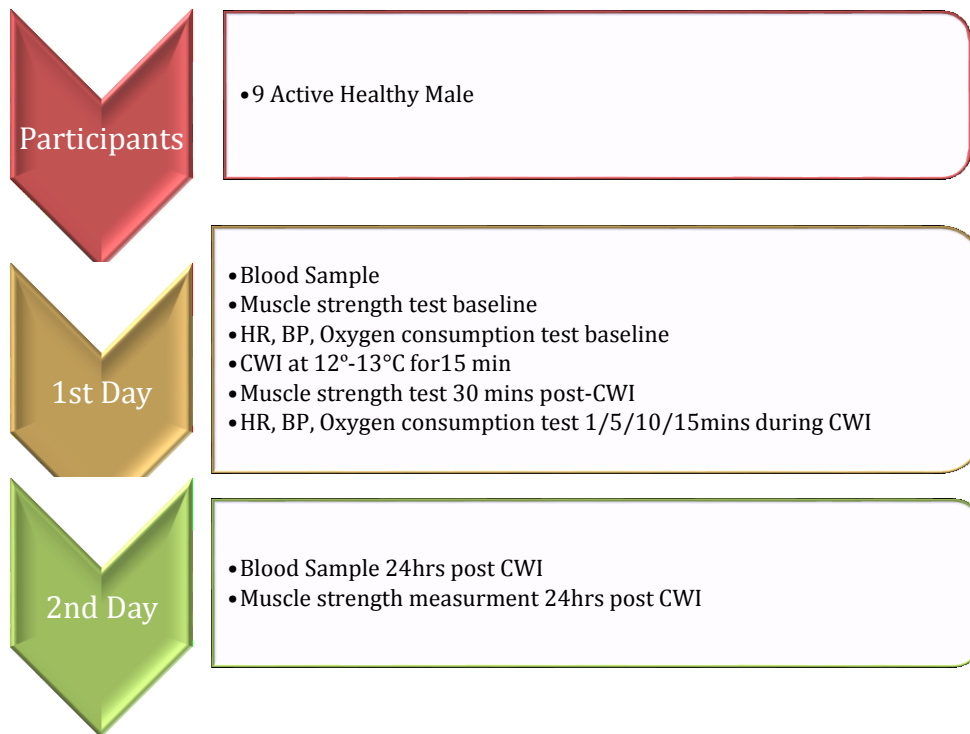 Participants
•9 Active Healthy Male
1st Day
•Blood Sample
•Muscle strength test baseline
•HR, BP, Oxygen consumption test baseline
•CWI at 12º-13°C for15 min
•Muscle strength test 30 mins post-CWI
•HR, BP, Oxygen consumption test 1/5/10/15mins during CWI
2nd Day
•Blood Sample 24hrs post CWI
•Muscle strength measurment 24hrs post CWI